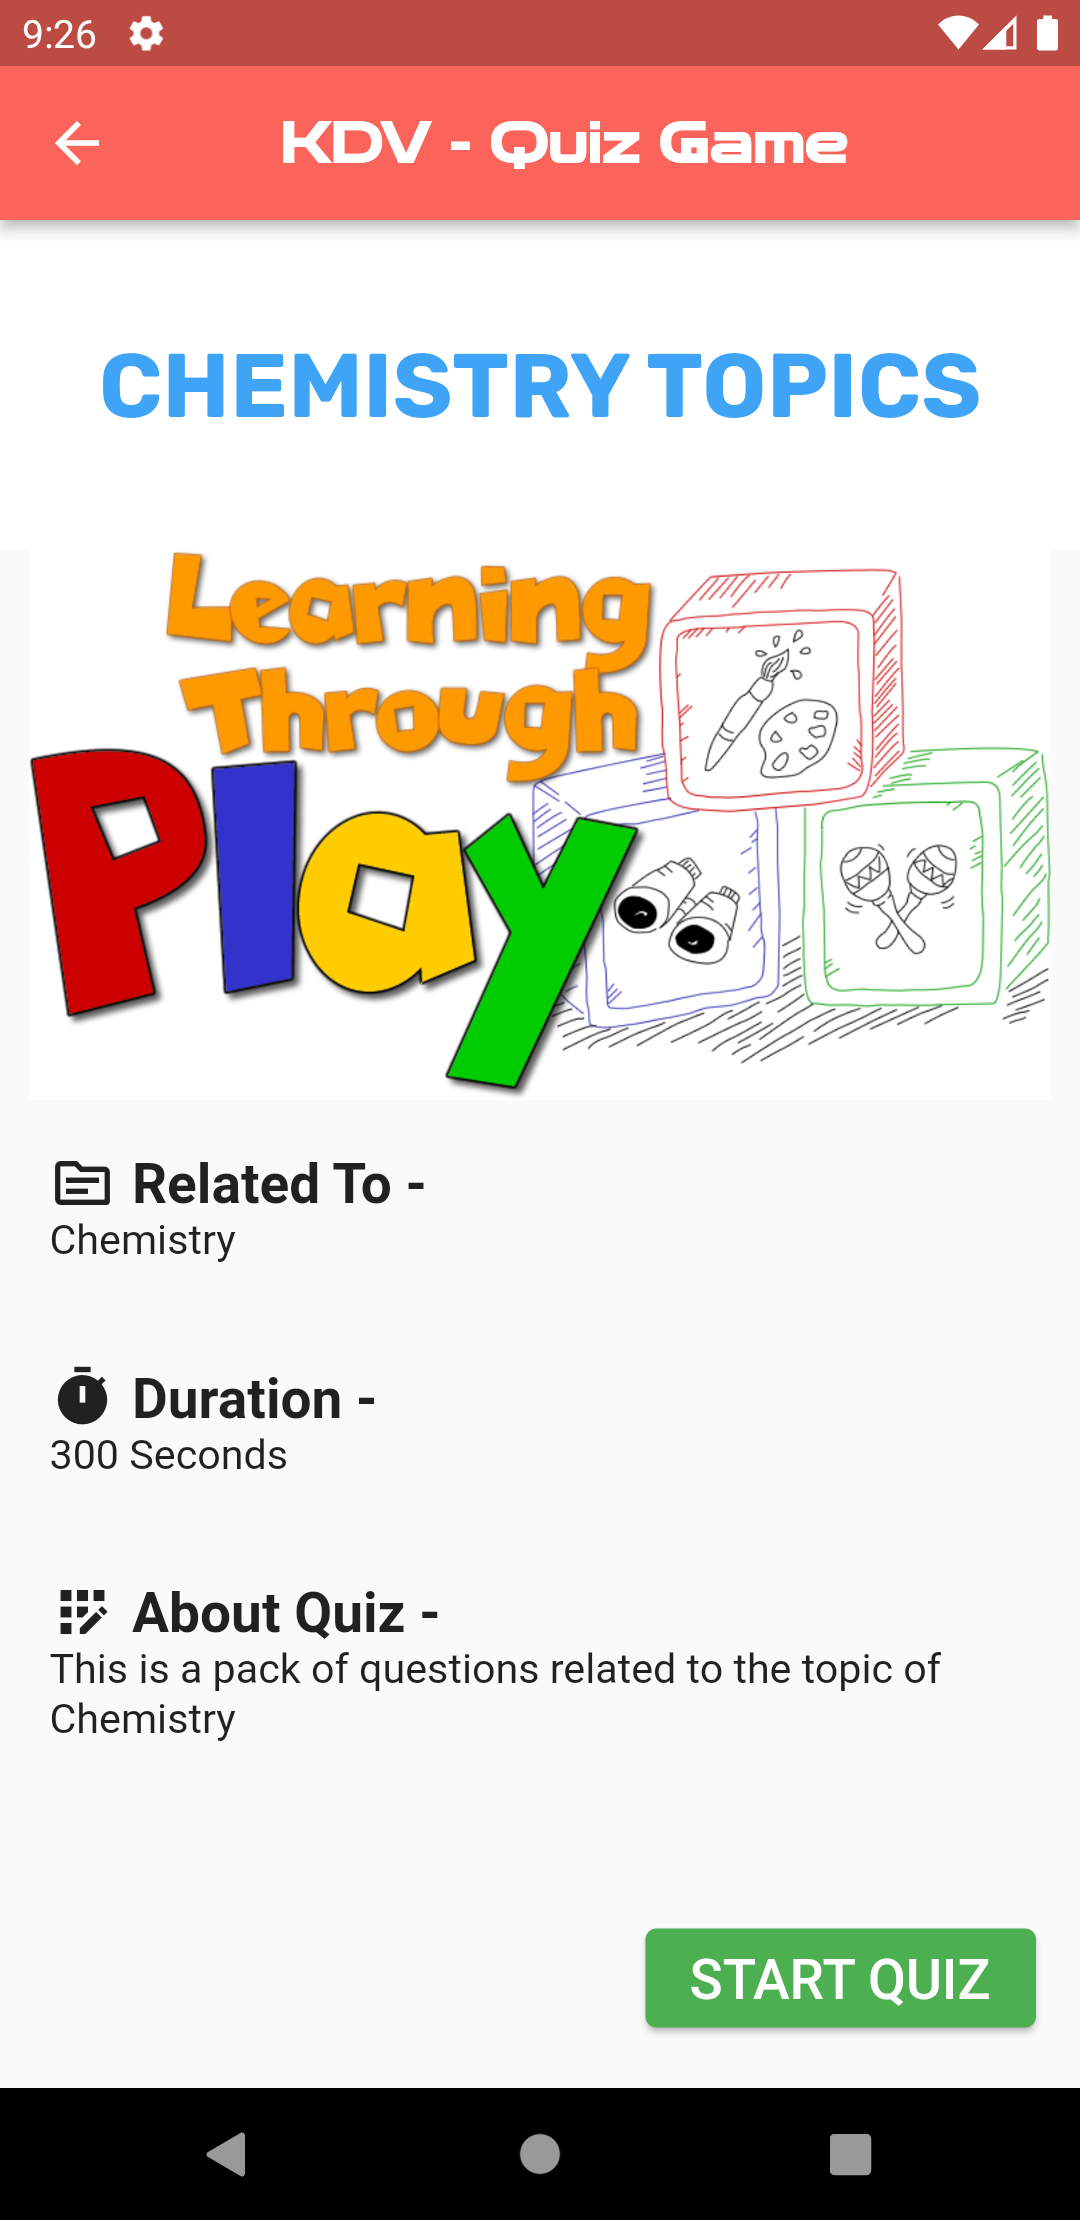 9:26
KDV - Quiz Game
CHEMISTRY TOPICS
Learning
Through
Play
Related To -
Chemistry
Duration -
300 Seconds
About Quiz -
This is a pack of questions related to the topic of
Chemistry
START QUIZ